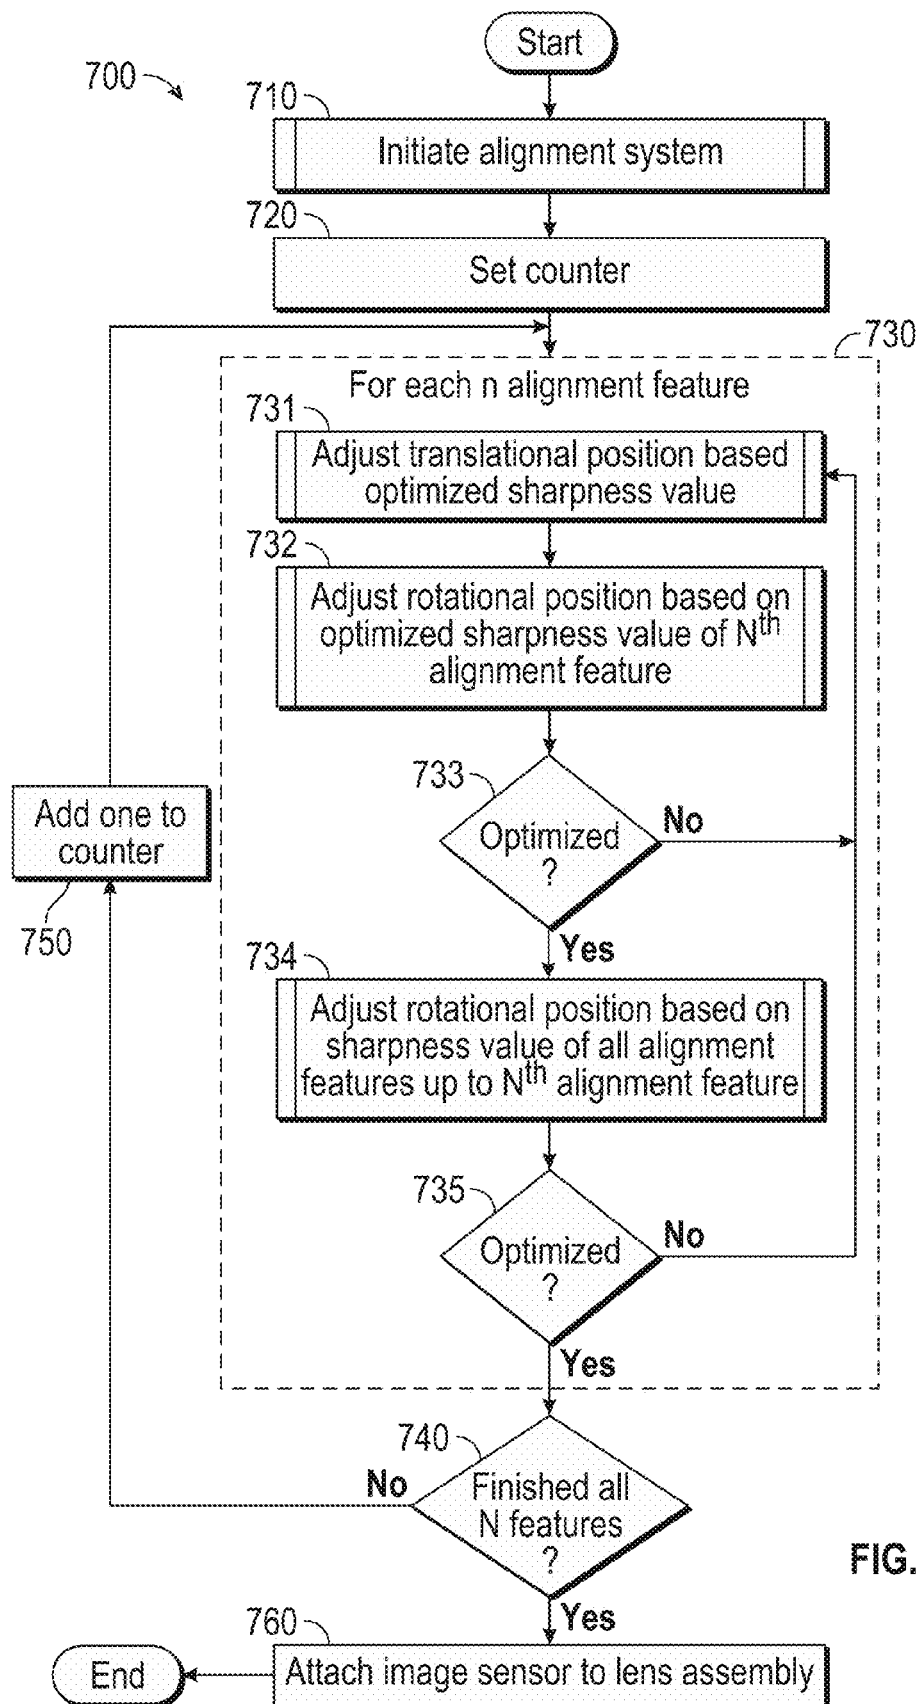 Start
700
710
Initiate alignment system
720
Set counter
730
For each n alignment feature
731
Adjust translational position based
optimized sharpness value
732
Adjust rotational position based on
optimized sharpness value of Nth
alignment feature
733
Optimized
?
No
Yes
Add one to
counter
750
734
Adjust rotational position based on
sharpness value of all alignment
features up to Nth alignment feature
735
Optimized
?
No
Yes
740
No
Finished all
N features
?
FIG.
Yes
760
Attach image sensor to lens assembly
End